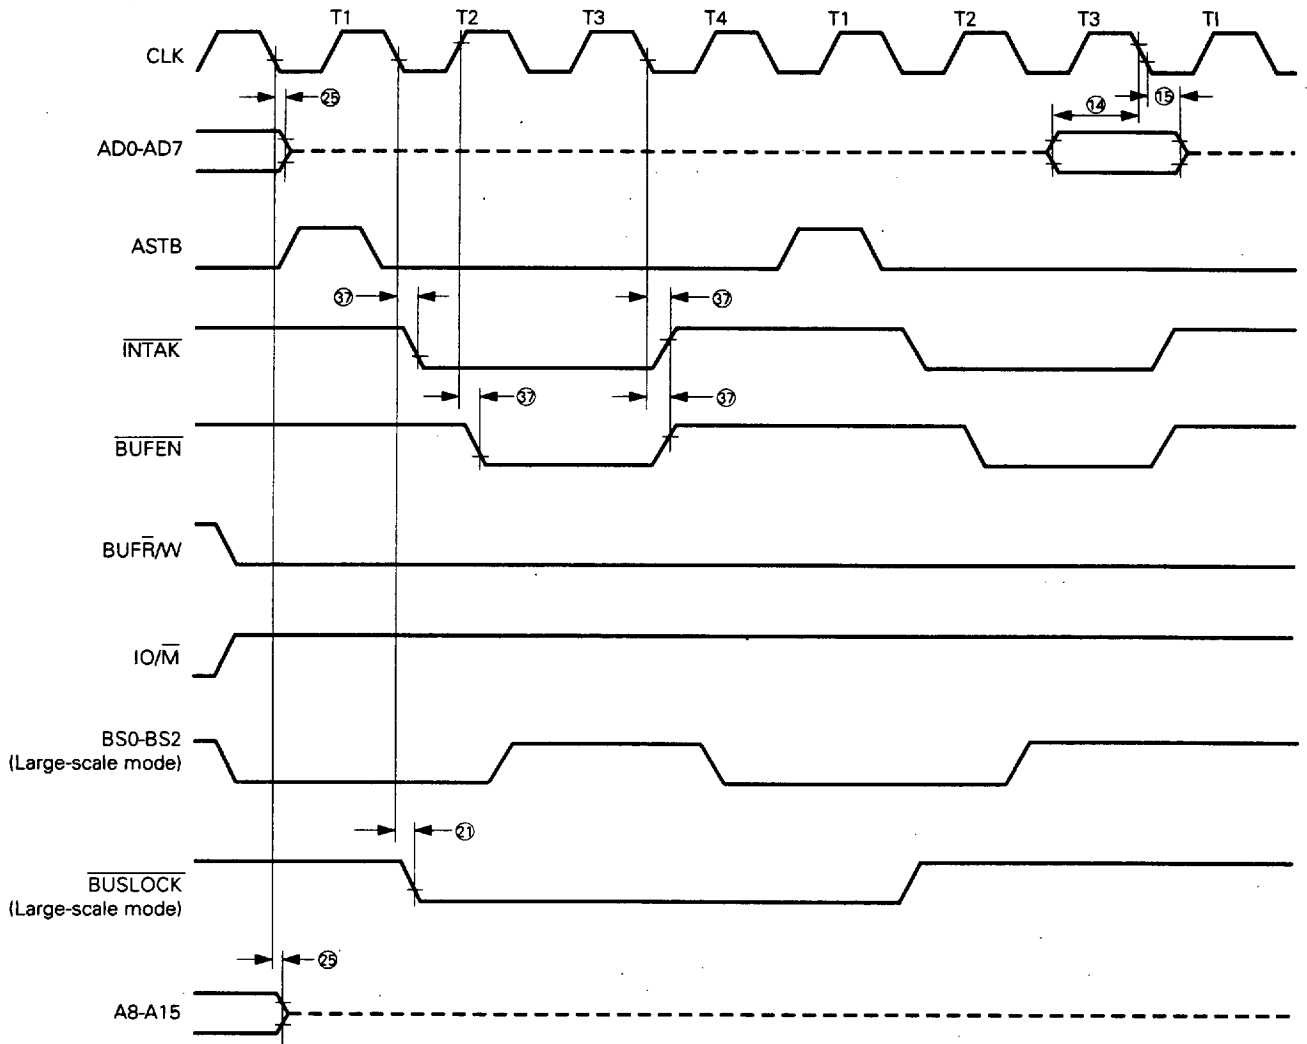 T1 T2 T3 T4 T1 T2 T3 TI
CLK
25 14 15
AD0-AD7
ASTB
37 37
INTAK
37 37
BUFEN
BUFR/W
IO/M
BS0-BS2
(Large-scale mode)
21
BUSLOCK
(Large-scale mode)
25
A8-A15